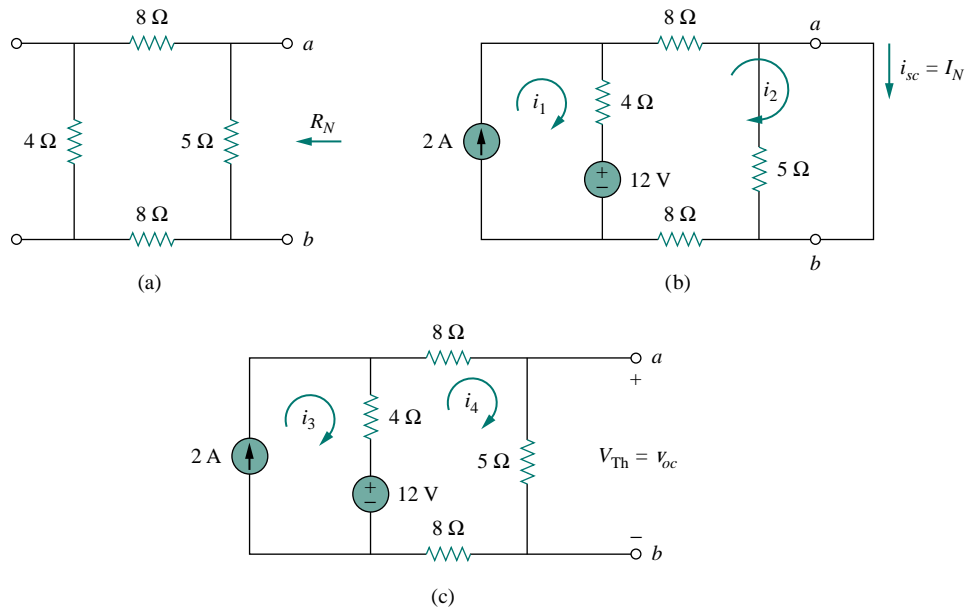 8 Ω
a
4 Ω
5 Ω
R_N
8 Ω
b
(a)
a
8 Ω
i_sc = I_N
i_1
4 Ω
i_2
2 A
5 Ω
+
−
12 V
8 Ω
b
(b)
8 Ω
a
+
i_3
4 Ω
i_4
2 A
5 Ω
V_Th = v_oc
+
−
12 V
8 Ω
−
b
(c)